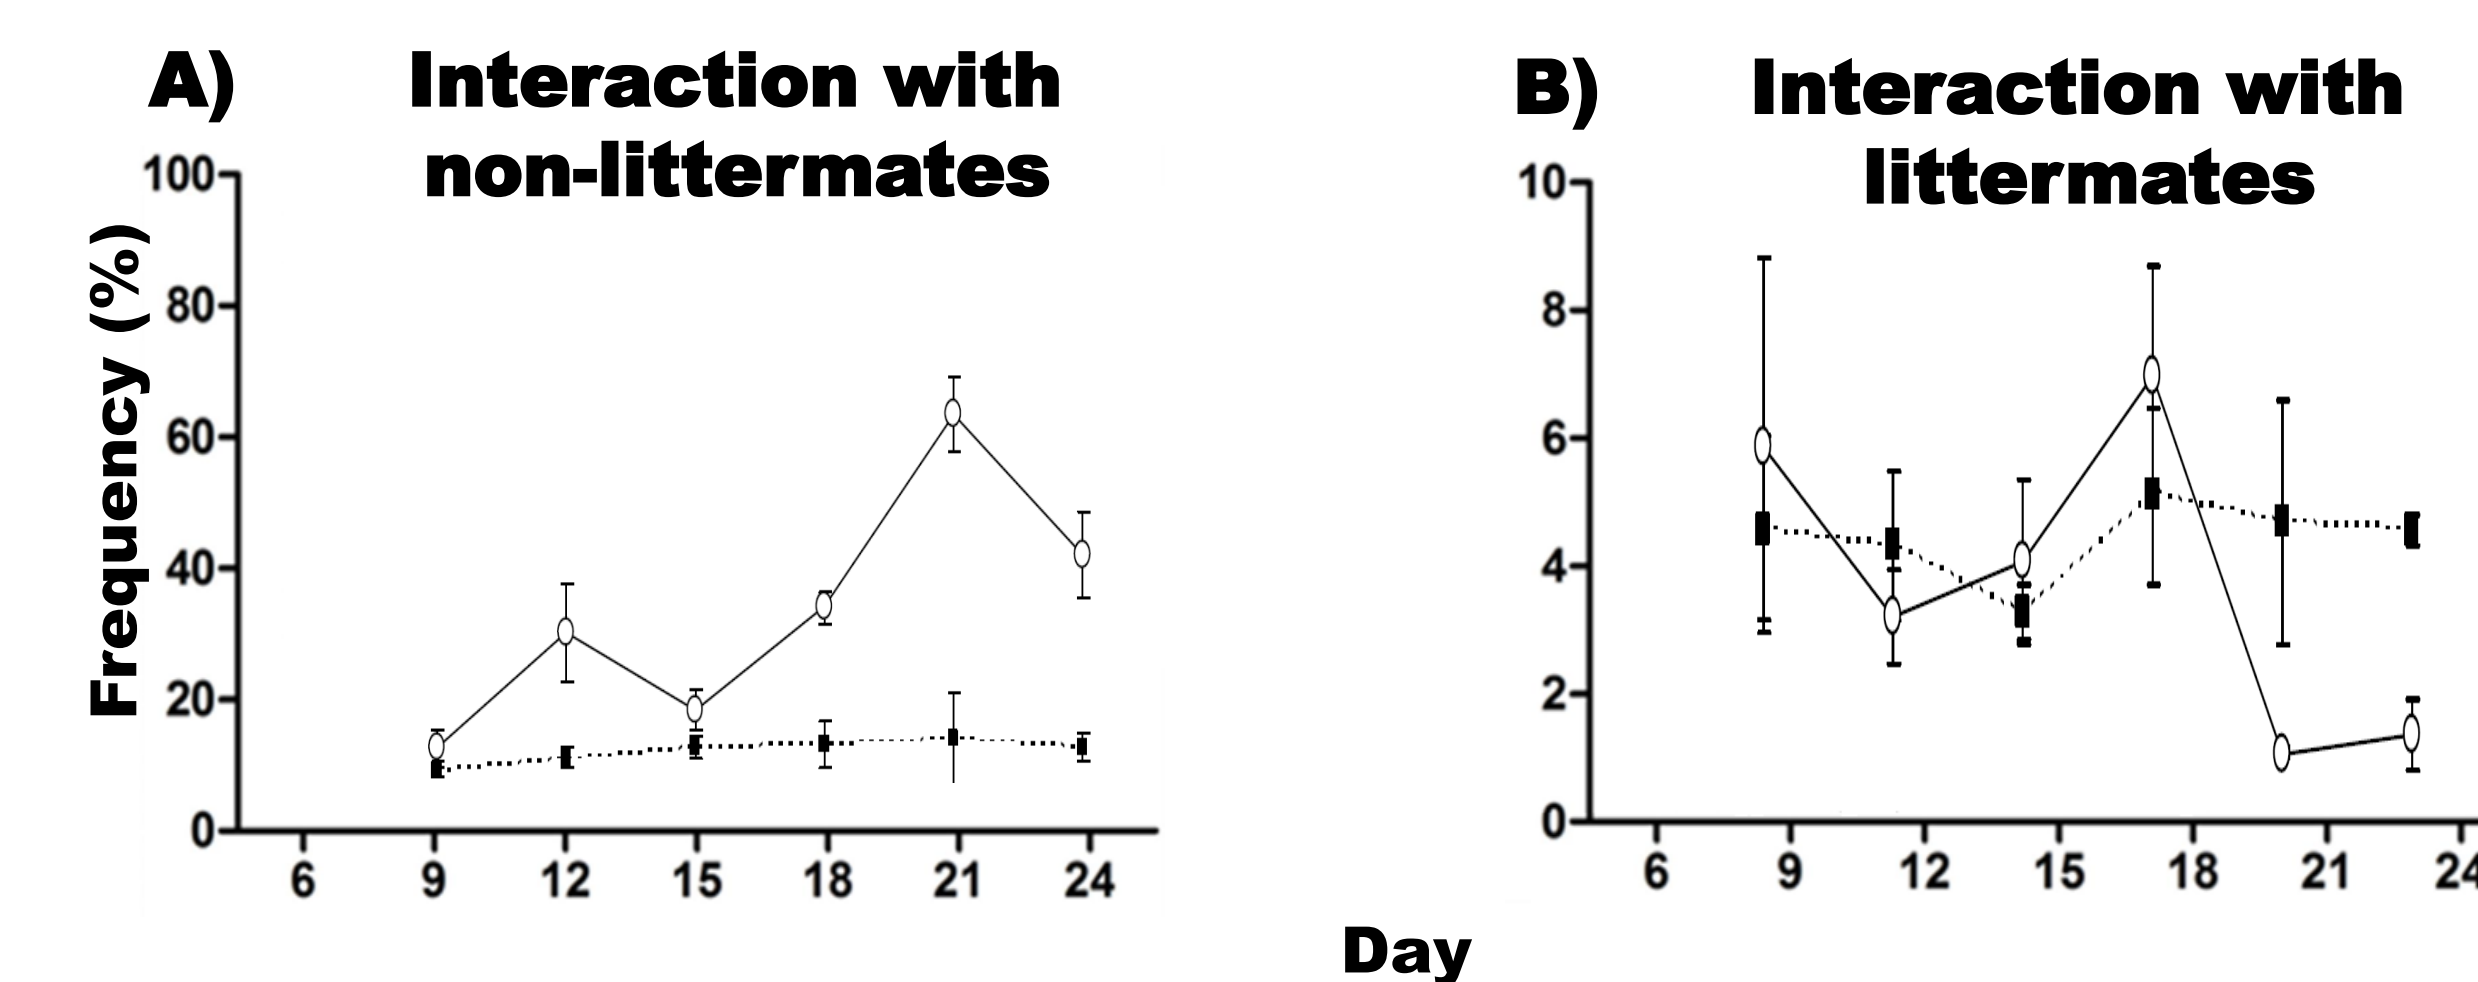 A)
Interaction with
non-littermates
Frequency (%)
100
80
60
40
20
0
6 9 12 15 18 21 24
B)
Interaction with
littermates
10
8
6
4
2
0
6 9 12 15 18 21 24
Day